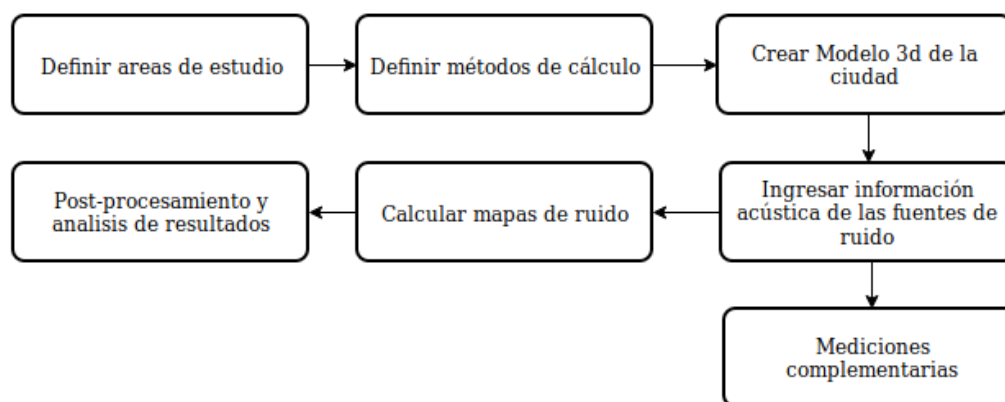 Definir areas de estudio
Definir métodos de cálculo
Crear Modelo 3d de la
ciudad
Ingresar información
acústica de las fuentes de
ruido
Calcular mapas de ruido
Post-procesamiento y
analisis de resultados
Mediciones
complementarias